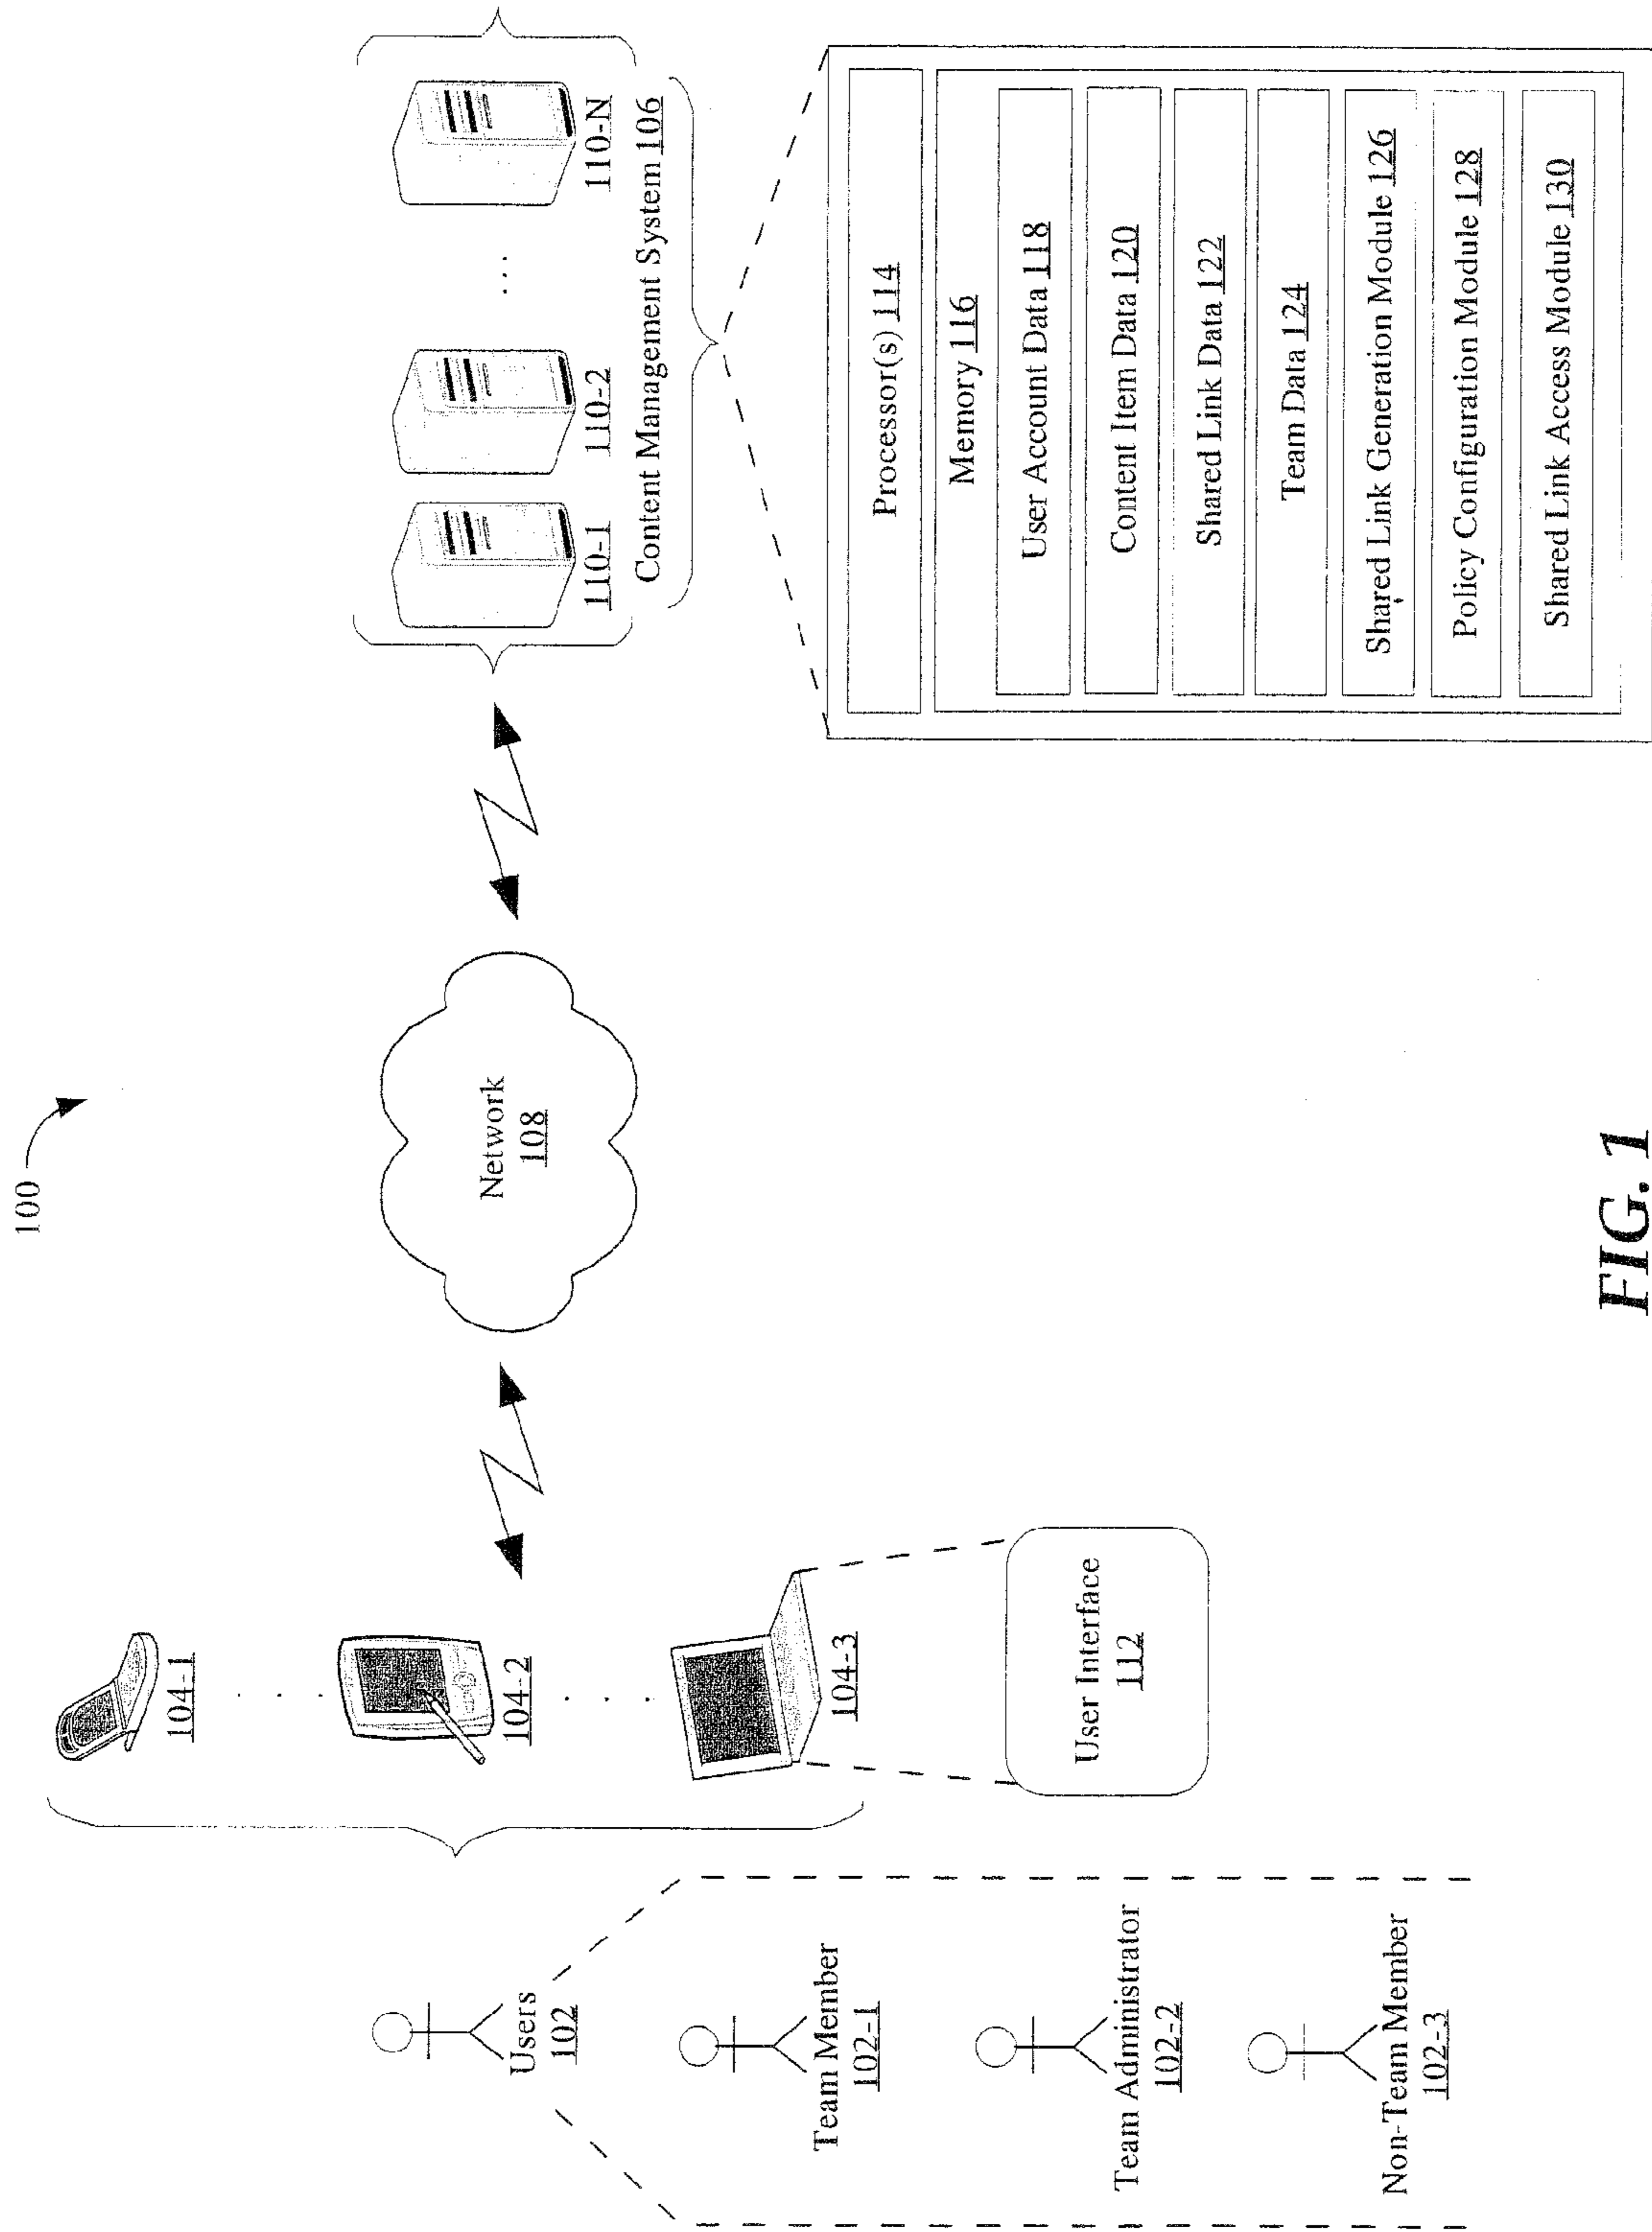 100
104-1
104-2
104-3
Users
102
Team Member
102-1
Team Administrator
102-2
Non-Team Member
102-3
User Interface
112
Network
108
110-1
110-2
...
110-N
Content Management System 106
Processor(s) 114
Memory 116
User Account Data 118
Content Item Data 120
Shared Link Data 122
Team Data 124
Shared Link Generation Module 126
Policy Configuration Module 128
Shared Link Access Module 130
FIG. 1